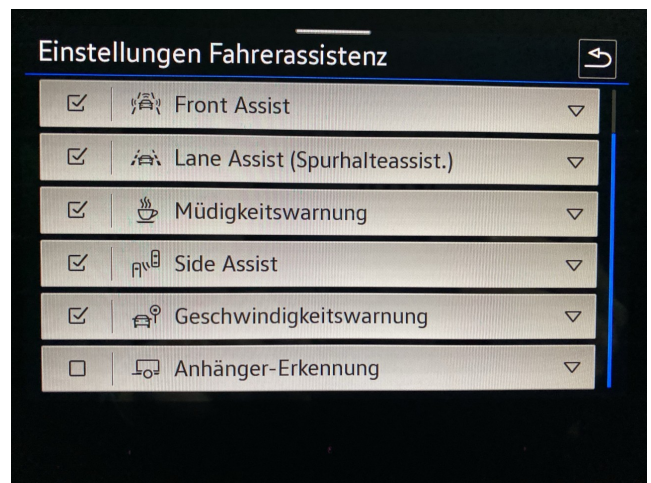 Einstellungen Fahrerassistenz
Front Assist
Lane Assist (Spurhalteassist.)
Müdigkeitswarnung
Side Assist
Geschwindigkeitswarnung
Anhänger-Erkennung